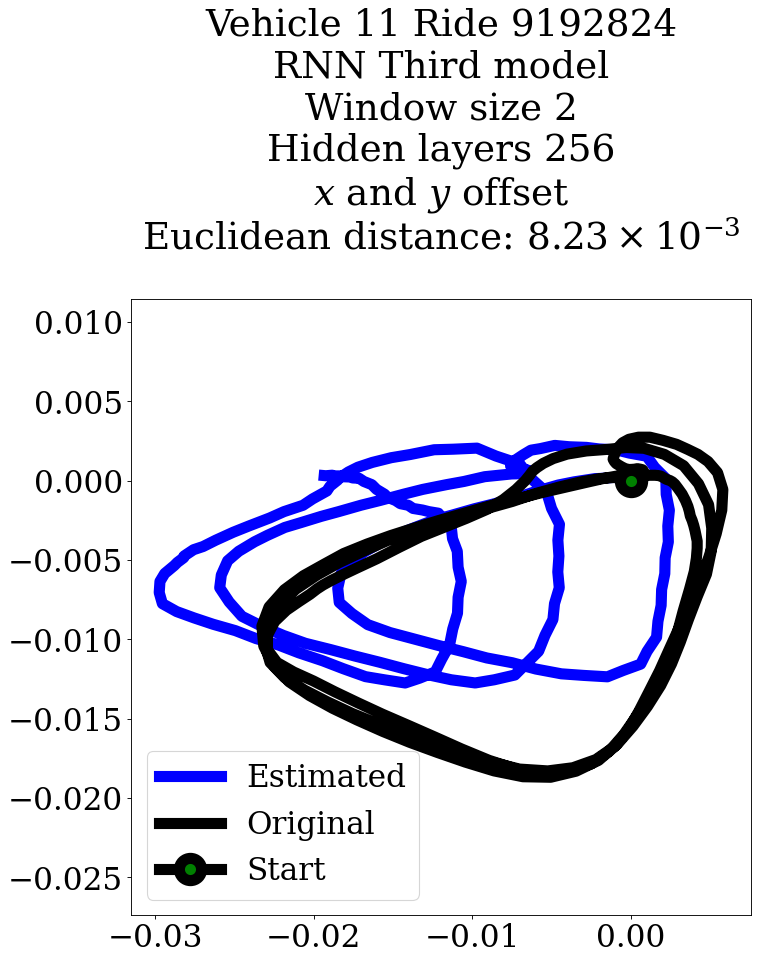 Vehicle 11 Ride 9192824
RNN Third model
Window size 2
Hidden layers 256
x and y offset
Euclidean distance: 8.23 × 10⁻³
0.010
0.005
0.000
−0.005
−0.010
−0.015
−0.020
−0.025
Estimated
Original
Start
−0.03 −0.02 −0.01 0.00